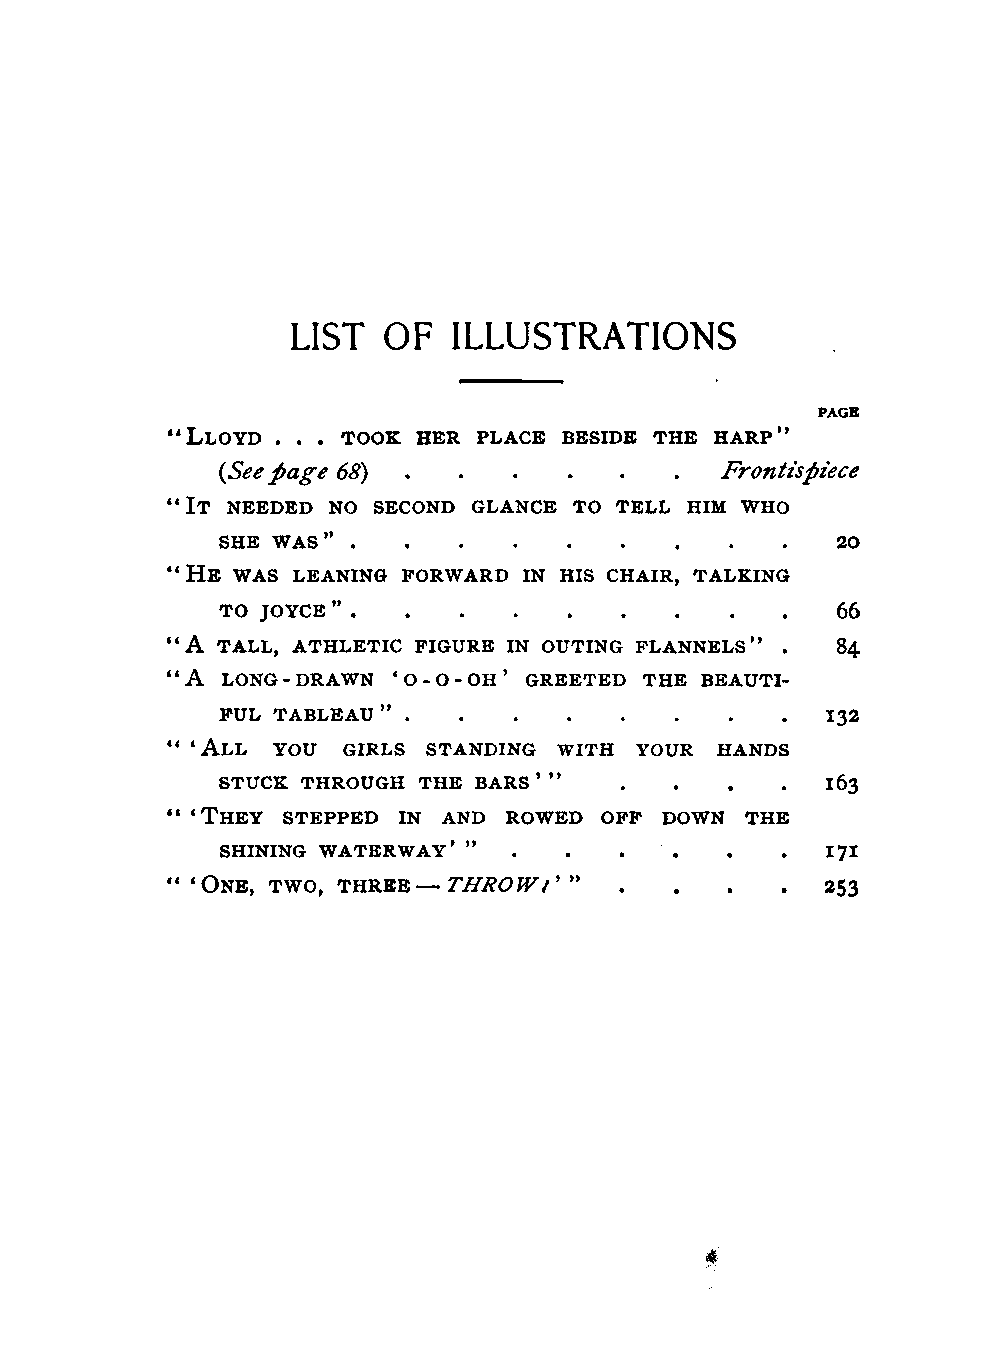 LIST OF ILLUSTRATIONS
PAGE
"LLOYD . . . TOOK HER PLACE BESIDE THE HARP"
(See page 68) . . . . . . Frontispiece
"IT NEEDED NO SECOND GLANCE TO TELL HIM WHO
SHE WAS" . . . . . . . . . 20
"HE WAS LEANING FORWARD IN HIS CHAIR, TALKING
TO JOYCE" . . . . . . . . . 66
"A TALL, ATHLETIC FIGURE IN OUTING FLANNELS" . 84
"A LONG-DRAWN 'O-O-OH' GREETED THE BEAUTI-
FUL TABLEAU" . . . . . . . . 132
"'ALL YOU GIRLS STANDING WITH YOUR HANDS
STUCK THROUGH THE BARS'" . . . . 163
"'THEY STEPPED IN AND ROWED OFF DOWN THE
SHINING WATERWAY'" . . . . . . 171
"'ONE, TWO, THREE — THROW!'" . . . . 253